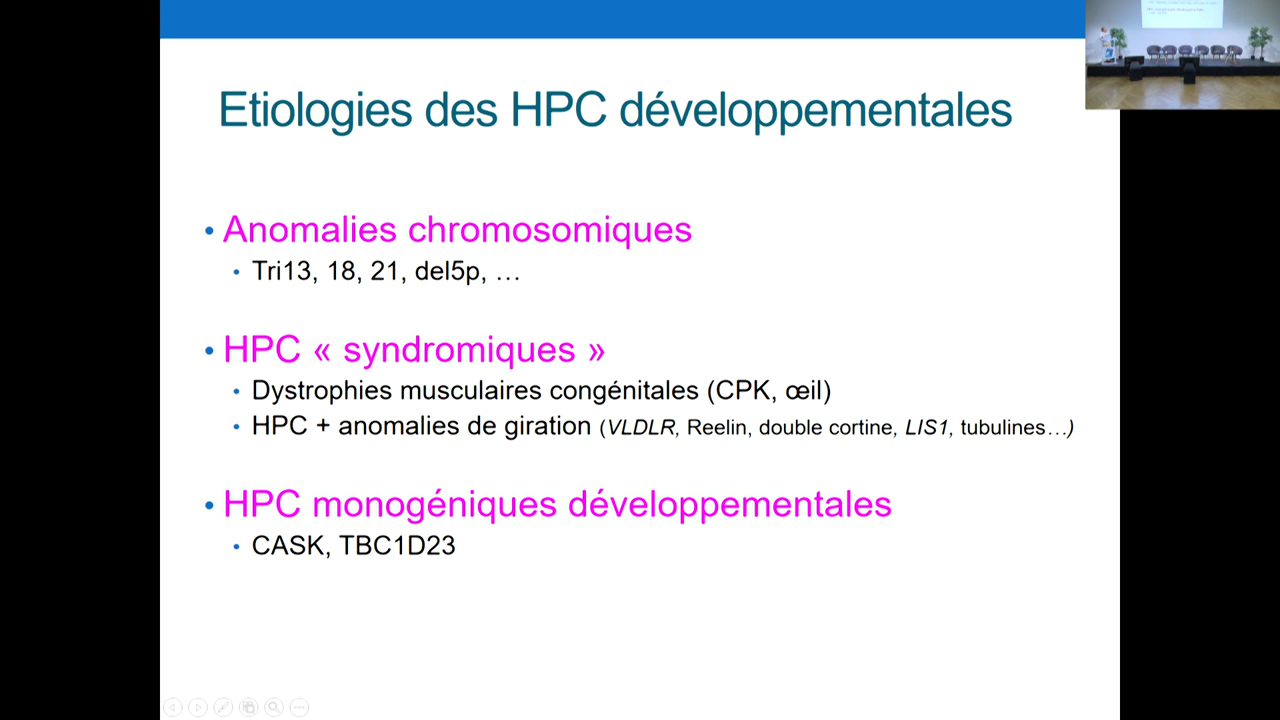 Etiologies des HPC développementales
• Anomalies chromosomiques
• Tri13, 18, 21, del5p, …
• HPC « syndromiques »
• Dystrophies musculaires congénitales (CPK, œil)
• HPC + anomalies de giration (VLDLR, Reelin, double cortine, LIS1, tubulines…)
• HPC monogéniques développementales
• CASK, TBC1D23